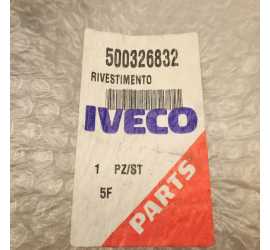 500326832
RIVESTIMENTO
IVECO
1 PZ/ST
5F
PARTS